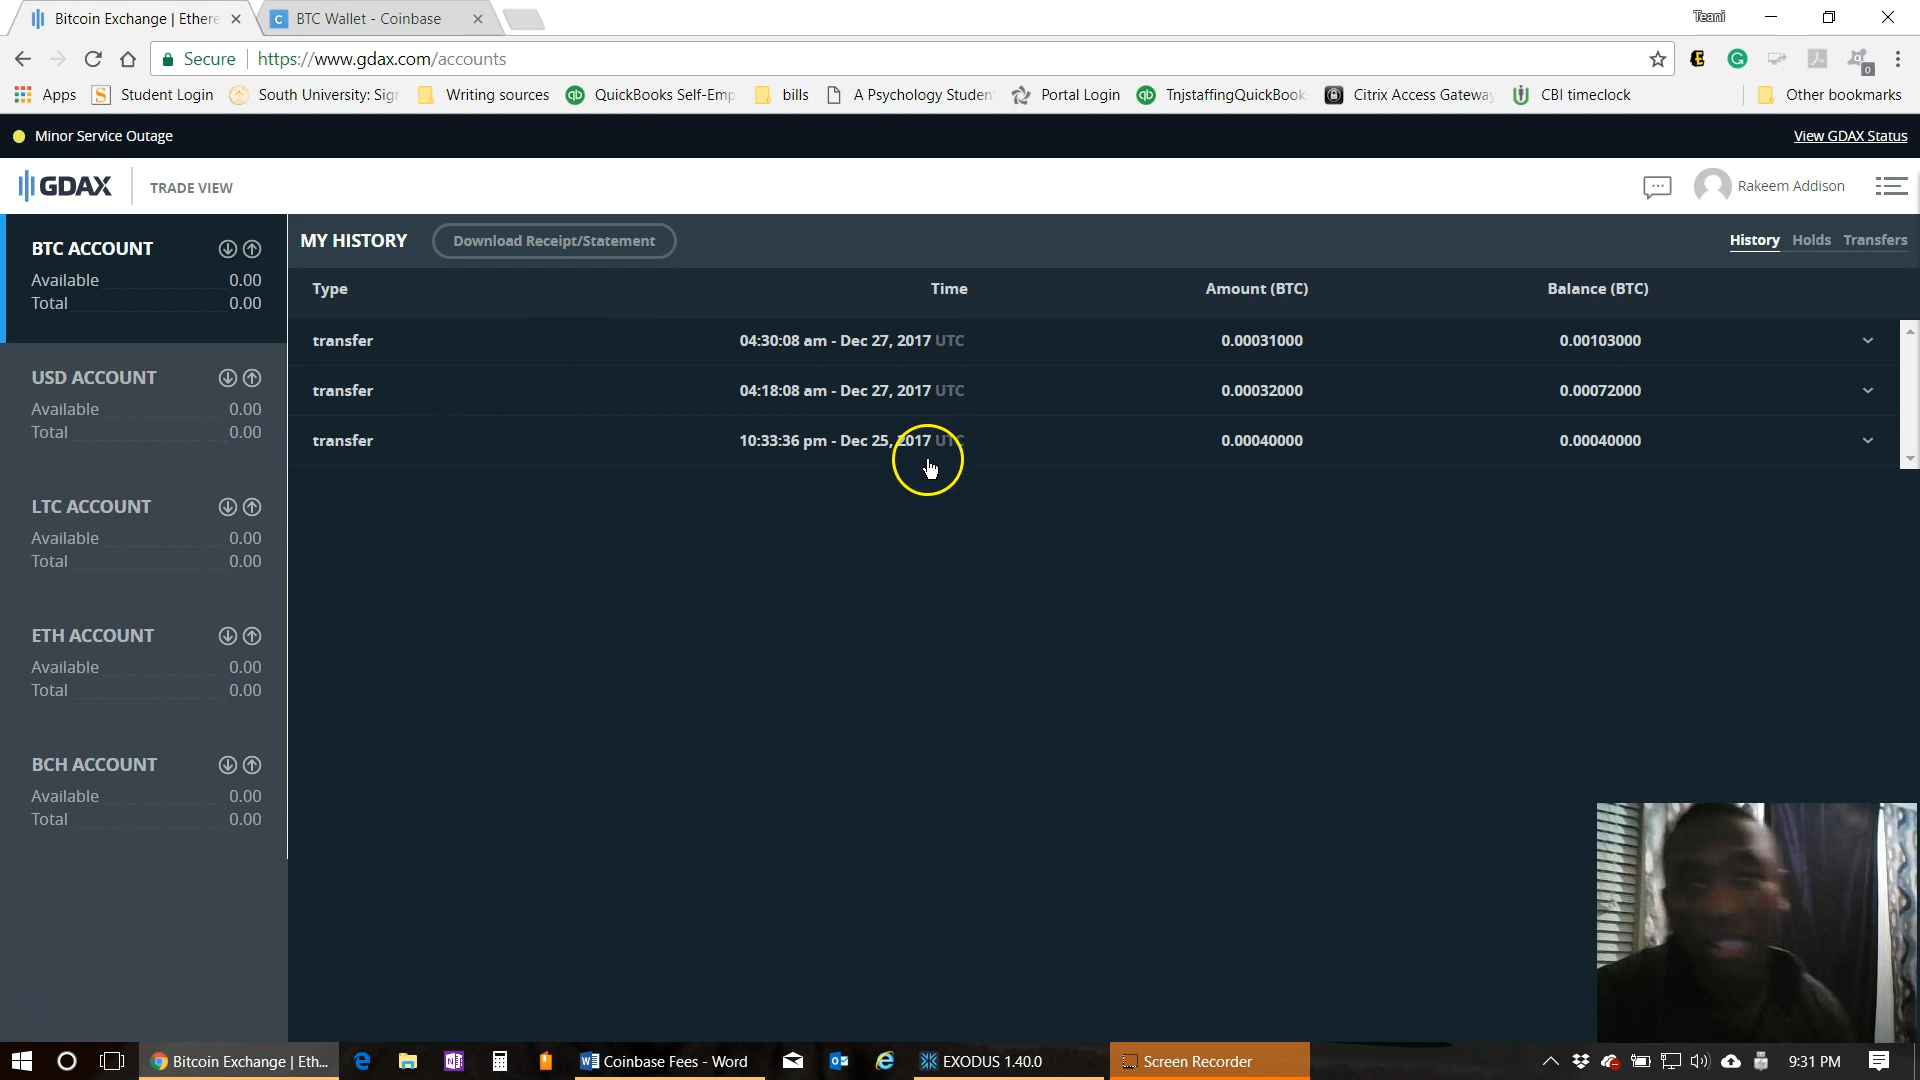 Bitcoin Exchange | Ethere
BTC Wallet - Coinbase
Teani
Secure
https://www.gdax.com/accounts
0
Apps
Student Login
South University: Sig
Writing sources
QuickBooks Self-Emp
bills
A Psychology Studen
Portal Login
TnjstaffingQuickBook
Citrix Access Gateway
CBI timeclock
Other bookmarks
Minor Service Outage
View GDAX Status
GDAX
TRADE VIEW
Rakeem Addison
BTC ACCOUNT
Available 0.00
Total 0.00
USD ACCOUNT
Available 0.00
Total 0.00
LTC ACCOUNT
Available 0.00
Total 0.00
ETH ACCOUNT
Available 0.00
Total 0.00
BCH ACCOUNT
Available 0.00
Total 0.00
MY HISTORY
Download Receipt/Statement
History Holds Transfers
Type Time Amount (BTC) Balance (BTC)
transfer 04:30:08 am - Dec 27, 2017 UTC 0.00031000 0.00103000
transfer 04:18:08 am - Dec 27, 2017 UTC 0.00032000 0.00072000
transfer 10:33:36 pm - Dec 25, 2017 UTC 0.00040000 0.00040000
Bitcoin Exchange | Eth...
Coinbase Fees - Word
EXODUS 1.40.0
Screen Recorder
9:31 PM